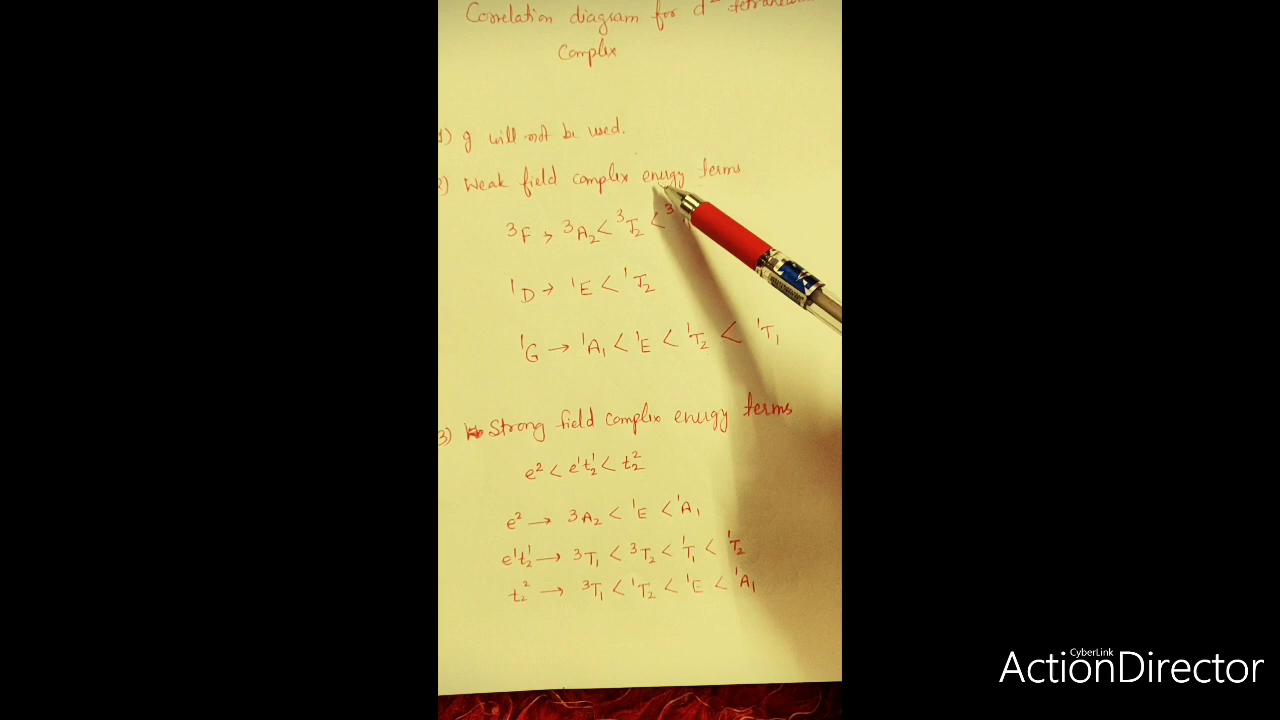 Correlation diagram for d²
Complex
1) g will not be used.
2) Weak field complex energy terms
³F → ³A₂ < ³T₂ < ³
¹D → ¹E < ¹T₂
¹G → ¹A₁ < ¹E < ¹T₂ < ¹T₁
3) Strong field complex energy terms
e² < e¹t₂¹ < t₂²
e² → ³A₂ < ¹E < ¹A₁
e¹t₂¹ → ³T₁ < ³T₂ < ¹T₁ < ¹T₂
t₂² → ³T₁ < ¹T₂ < ¹E < ¹A₁
CyberLink
ActionDirector